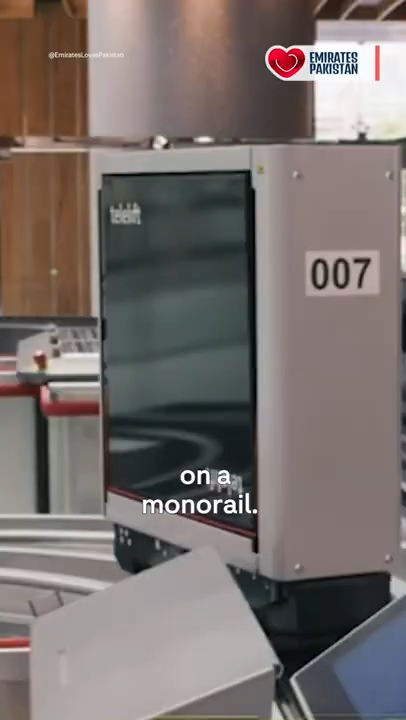 @EmiratesLovesPakistan
EMIRATES
PAKISTAN
telelift
007
on a
monorail.